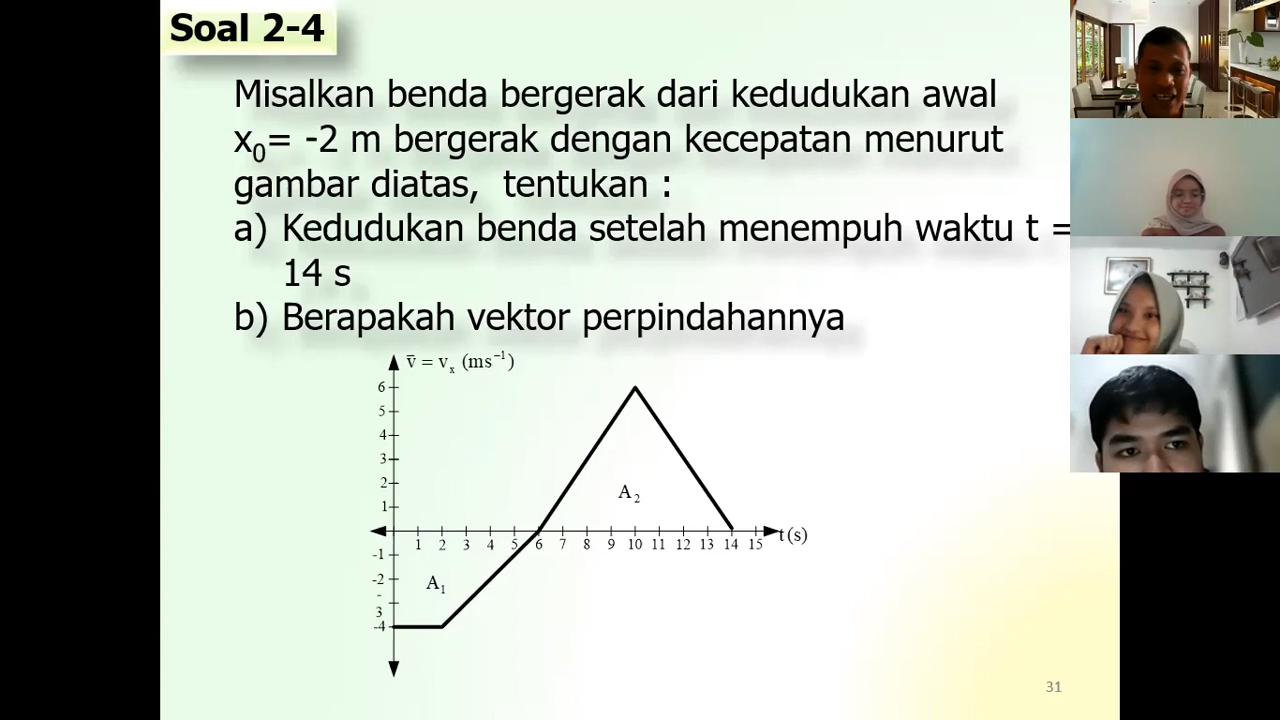 Soal 2-4
Misalkan benda bergerak dari kedudukan awal
x₀= -2 m bergerak dengan kecepatan menurut
gambar diatas, tentukan :
a) Kedudukan benda setelah menempuh waktu t =
14 s
b) Berapakah vektor perpindahannya
v̄ = vₓ (ms⁻¹)
6
5
4
3
2
1
A₂
t (s)
1 2 3 4 5 6 7 8 9 10 11 12 13 14 15
-1
-2
A₁
-
3
-4
31